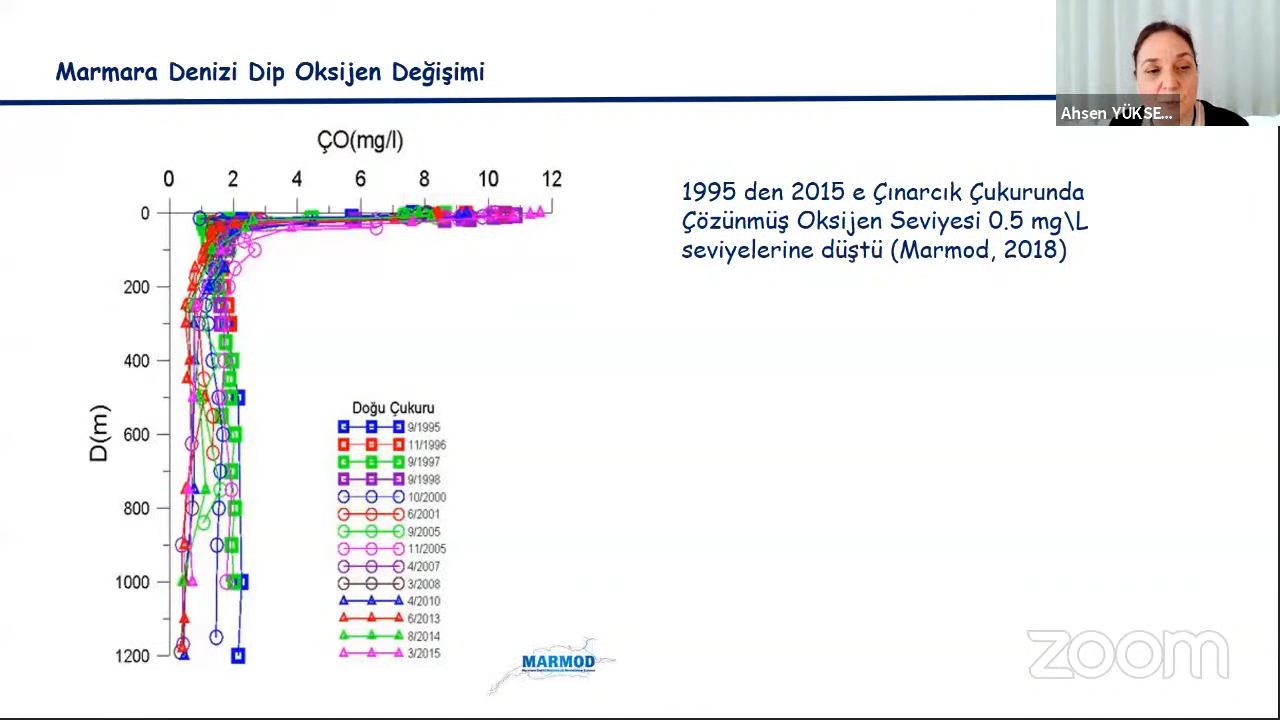 Marmara Denizi Dip Oksijen Değişimi
Ahsen YÜKSE...
ÇO(mg/l)
0 2 4 6 8 10 12
0
200
400
600
800
1000
1200
D(m)
1995 den 2015 e Çınarcık Çukurunda
Çözünmüş Oksijen Seviyesi 0.5 mg\L
seviyelerine düştü (Marmod, 2018)
Doğu Çukuru
9/1995
11/1996
9/1997
9/1998
10/2000
6/2001
9/2005
11/2005
4/2007
3/2008
4/2010
6/2013
8/2014
3/2015
MARMOD
zoom